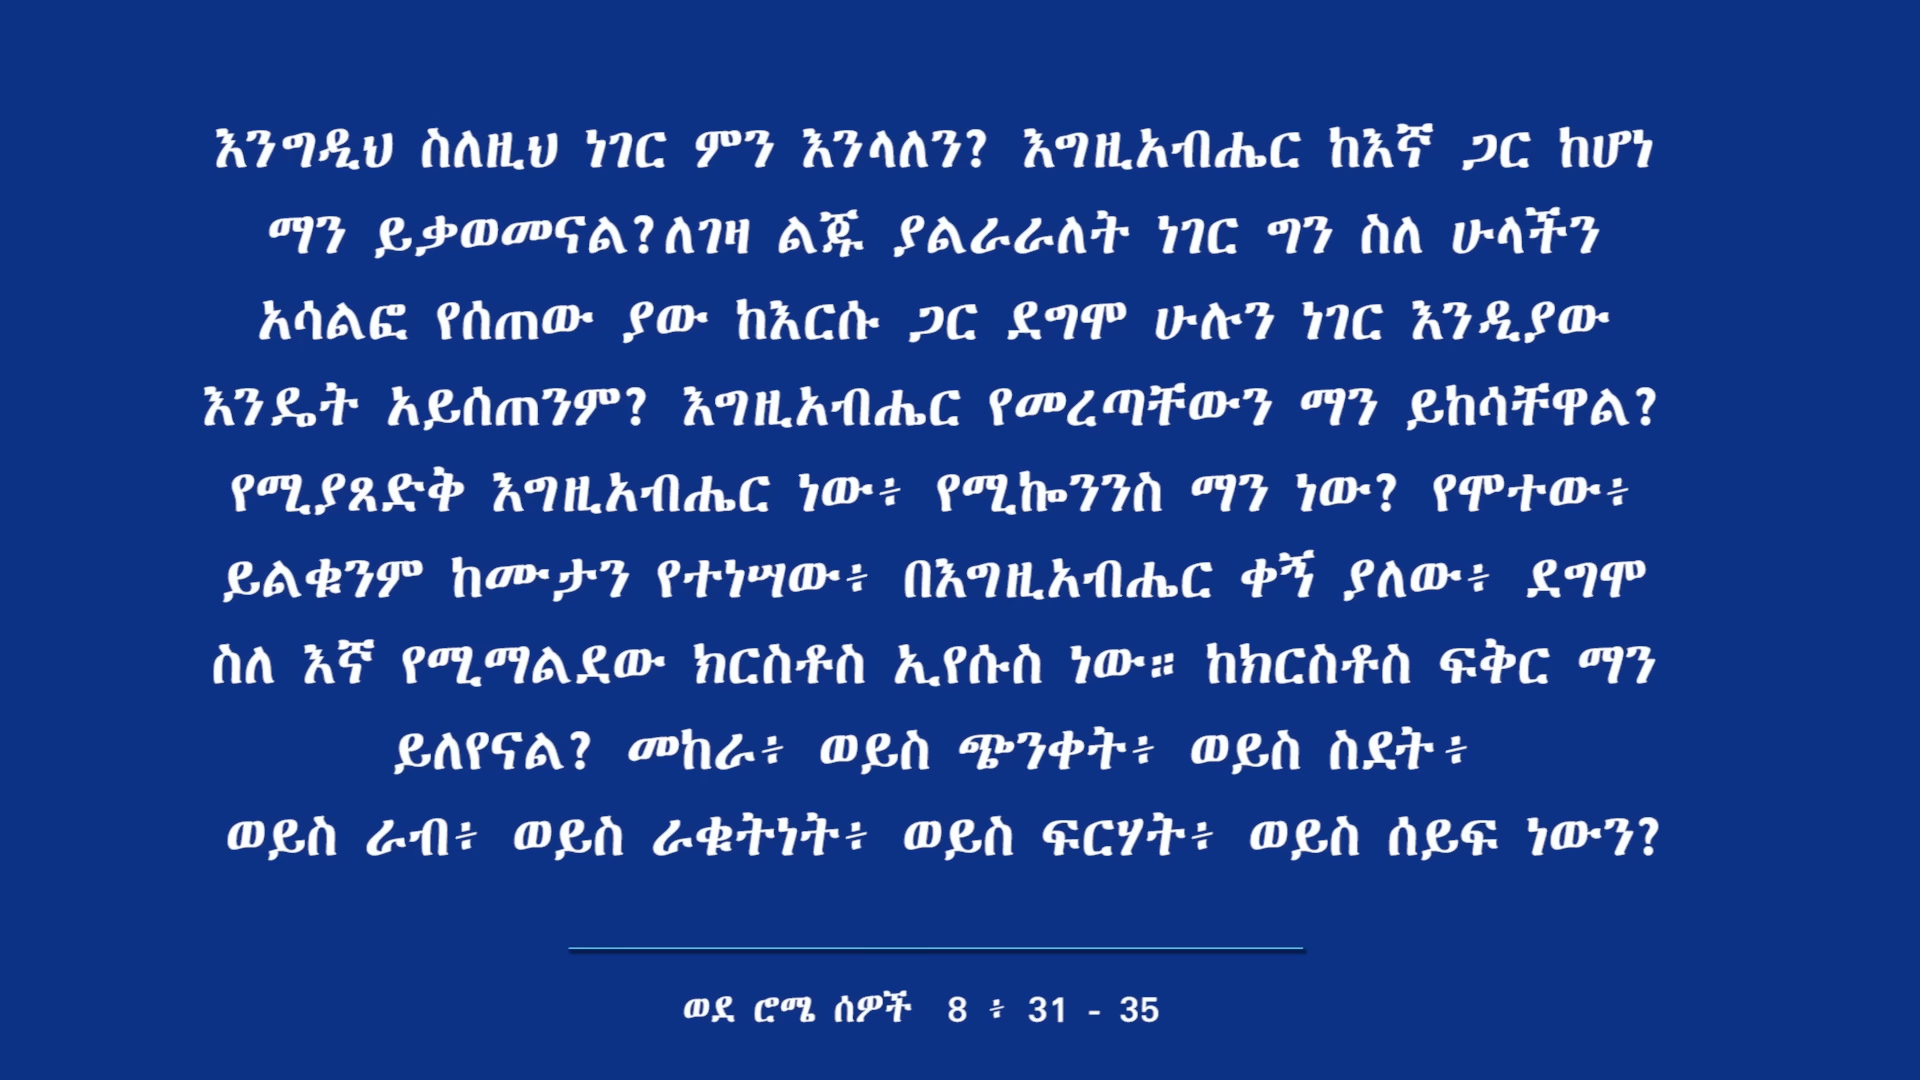 እንግዲህ ስለዚህ ነገር ምን እንላለን? እግዚአብሔር ከእኛ ጋር ከሆነ
ማን ይቃወመናል?ለገዛ ልጁ ያልራራለት ነገር ግን ስለ ሁላችን
አሳልፎ የሰጠው ያው ከእርሱ ጋር ደግሞ ሁሉን ነገር እንዲያው
እንዴት አይሰጠንም? እግዚአብሔር የመረጣቸውን ማን ይከሳቸዋል?
የሚያጸድቅ እግዚአብሔር ነው፥ የሚኰንንስ ማን ነው? የሞተው፥
ይልቁንም ከሙታን የተነሣው፥ በእግዚአብሔር ቀኝ ያለው፥ ደግሞ
ስለ እኛ የሚማልደው ክርስቶስ ኢየሱስ ነው። ከክርስቶስ ፍቅር ማን
ይለየናል? መከራ፥ ወይስ ጭንቀት፥ ወይስ ስደት፥
ወይስ ራብ፥ ወይስ ራቁትነት፥ ወይስ ፍርሃት፥ ወይስ ሰይፍ ነውን?
ወደ ሮሜ ሰዎች 8 ፥ 31 - 35